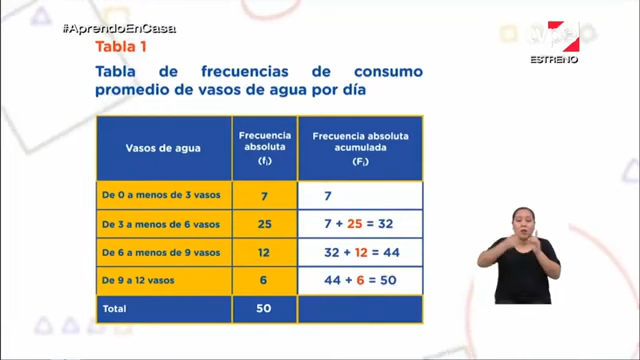 #AprendoEnCasa
ESTRENO
Tabla 1
Tabla de frecuencias de consumo
promedio de vasos de agua por día
Vasos de agua
Frecuencia
absoluta
(fᵢ)
Frecuencia absoluta
acumulada
(Fᵢ)
De 0 a menos de 3 vasos 7 7
De 3 a menos de 6 vasos 25 7 + 25 = 32
De 6 a menos de 9 vasos 12 32 + 12 = 44
De 9 a 12 vasos 6 44 + 6 = 50
Total 50